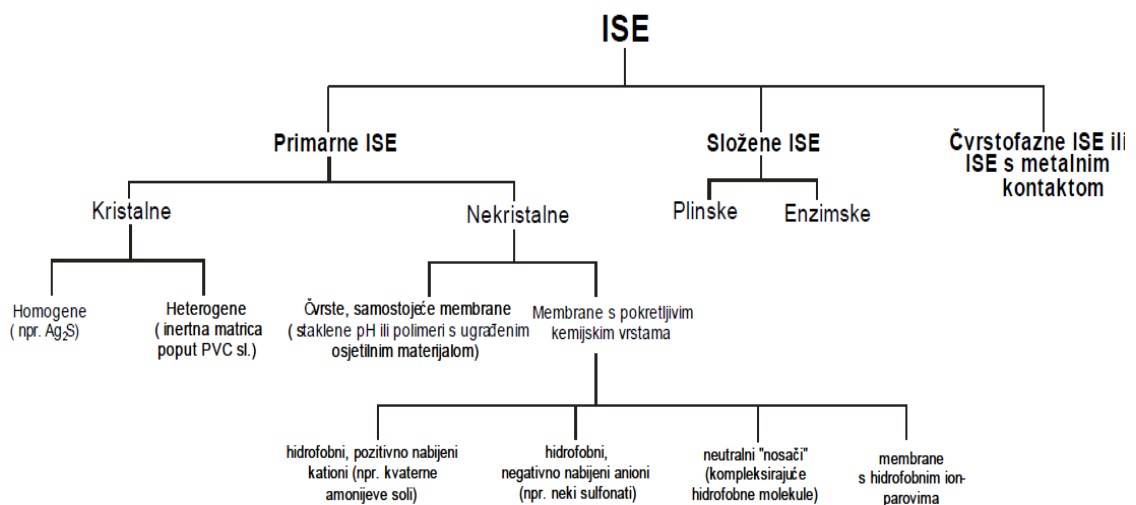 ISE
Primarne ISE
Složene ISE
Čvrstofazne ISE ili
ISE s metalnim
kontaktom
Kristalne
Nekristalne
Plinske
Enzimske
Homogene
( npr. Ag₂S)
Heterogene
( inertna matrica
poput PVC sl.)
Čvrste, samostojeće membrane
( staklene pH ili polimeri s ugrađenim
osjetilnim materijalom)
Membrane s pokretljivim
kemijskim vrstama
hidrofobni, pozitivno nabijeni
kationi (npr. kvaterne
amonijeve soli)
hidrofobni,
negativno nabijeni anioni
(npr. neki sulfonati)
neutralni "nosači"
(kompleksirajuće
hidrofobne molekule)
membrane
s hidrofobnim ion-
parovima